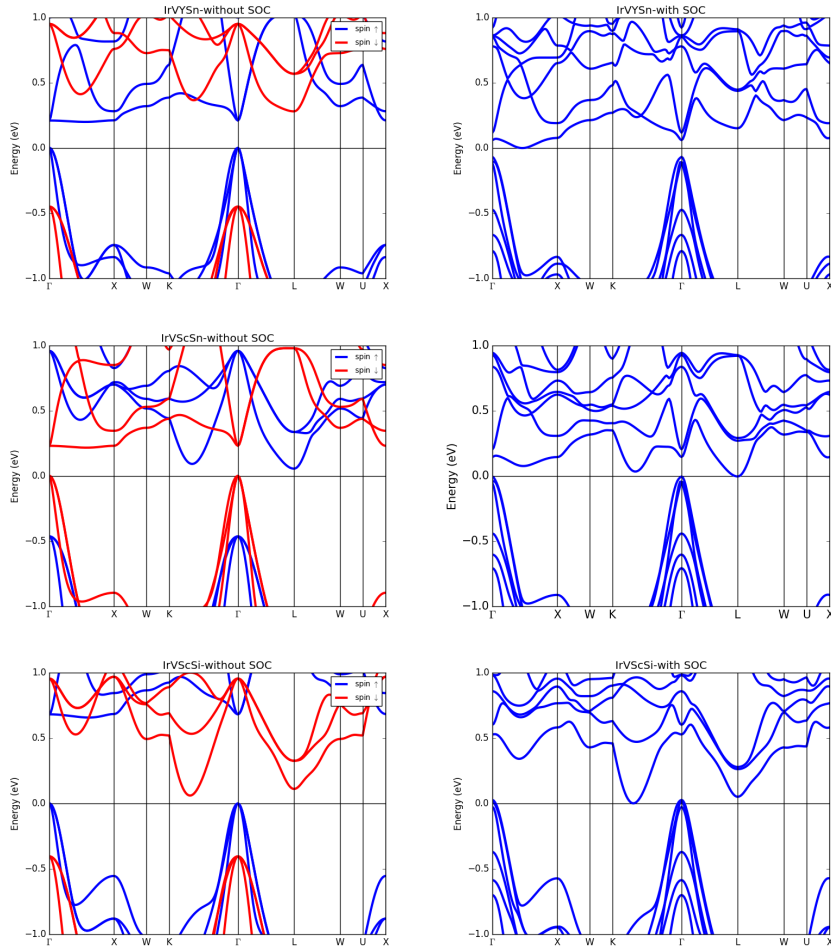 IrVYSn-without SOC
1.0
0.5
0.0
−0.5
−1.0
Energy (eV)
spin ↑
spin ↓
Γ X W K Γ L W U X
IrVYSn-with SOC
1.0
0.5
0.0
−0.5
−1.0
Energy (eV)
Γ X W K Γ L W U X
IrVScSn-without SOC
1.0
0.5
0.0
−0.5
−1.0
Energy (eV)
spin ↑
spin ↓
Γ X W K Γ L W U X
1.0
0.5
0.0
−0.5
−1.0
Energy (eV)
Γ X W K Γ L W U X
IrVScSi-without SOC
1.0
0.5
0.0
−0.5
−1.0
Energy (eV)
spin ↑
spin ↓
Γ X W K Γ L W U X
IrVScSi-with SOC
1.0
0.5
0.0
−0.5
−1.0
Energy (eV)
Γ X W K Γ L W U X